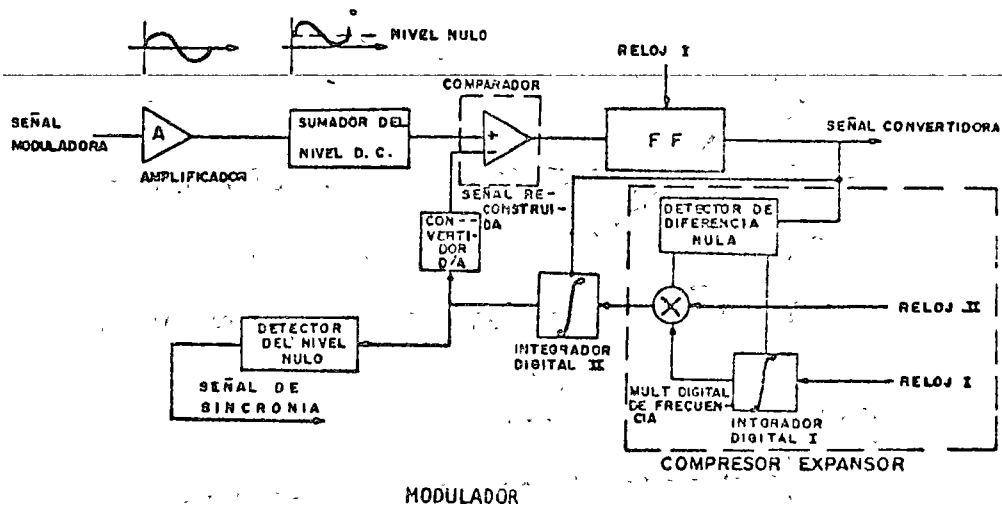 NIVEL NULO
RELOJ I
COMPARADOR
SEÑAL
MODULADORA
A
AMPLIFICADOR
SUMADOR DEL
NIVEL D.C.
+
−
F F
SEÑAL CONVERTIDORA
SEÑAL RE-
CONSTRUI-
DA
CON-
VERTI-
DOR
D/A
DETECTOR DE
DIFERENCIA
NULA
RELOJ II
DETECTOR
DEL NIVEL
NULO
INTEGRADOR
DIGITAL II
SEÑAL DE
SINCRONIA
RELOJ I
MULT DIGITAL
DE FRECUEN-
CIA
INTGRADOR
DIGITAL I
COMPRESOR EXPANSOR
MODULADOR